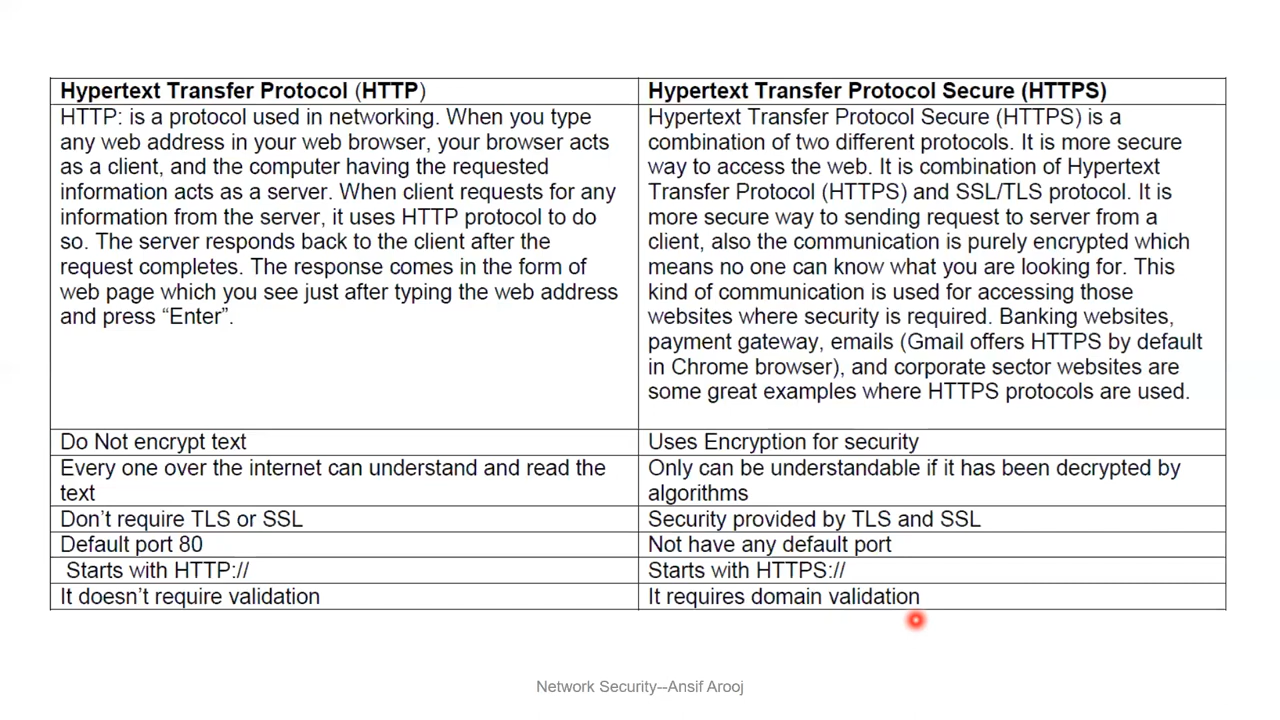 Hypertext Transfer Protocol (HTTP)
Hypertext Transfer Protocol Secure (HTTPS)
HTTP: is a protocol used in networking. When you type
any web address in your web browser, your browser acts
as a client, and the computer having the requested
information acts as a server. When client requests for any
information from the server, it uses HTTP protocol to do
so. The server responds back to the client after the
request completes. The response comes in the form of
web page which you see just after typing the web address
and press “Enter”.
Hypertext Transfer Protocol Secure (HTTPS) is a
combination of two different protocols. It is more secure
way to access the web. It is combination of Hypertext
Transfer Protocol (HTTPS) and SSL/TLS protocol. It is
more secure way to sending request to server from a
client, also the communication is purely encrypted which
means no one can know what you are looking for. This
kind of communication is used for accessing those
websites where security is required. Banking websites,
payment gateway, emails (Gmail offers HTTPS by default
in Chrome browser), and corporate sector websites are
some great examples where HTTPS protocols are used.
Do Not encrypt text
Uses Encryption for security
Every one over the internet can understand and read the
text
Only can be understandable if it has been decrypted by
algorithms
Don’t require TLS or SSL
Security provided by TLS and SSL
Default port 80
Not have any default port
Starts with HTTP://
Starts with HTTPS://
It doesn’t require validation
It requires domain validation
Network Security--Ansif Arooj